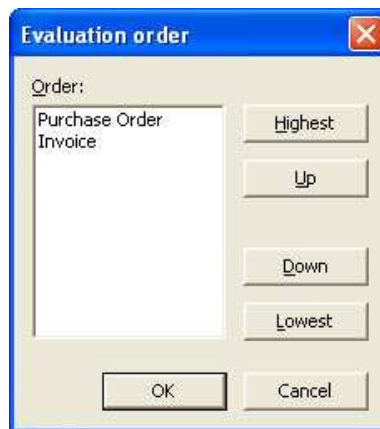 Evaluation order
Order:
Purchase Order
Invoice
Highest
Up
Down
Lowest
OK
Cancel